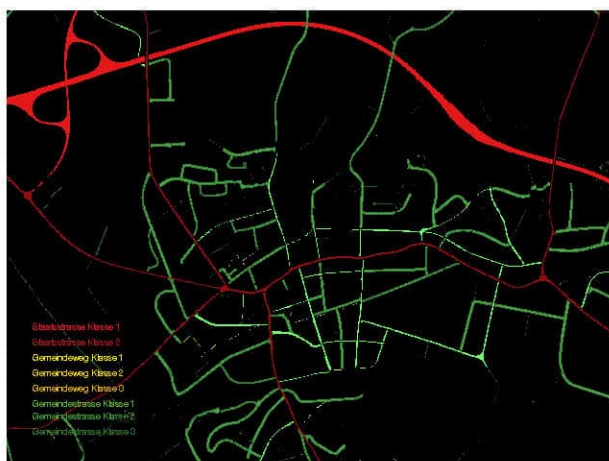 Staatsstrasse Klasse 1
Staatsstrasse Klasse 2
Gemeindeweg Klasse 1
Gemeindeweg Klasse 2
Gemeindeweg Klasse 3
Gemeindestrasse Klasse 1
Gemeindestrasse Klasse 2
Gemeindestrasse Klasse 3